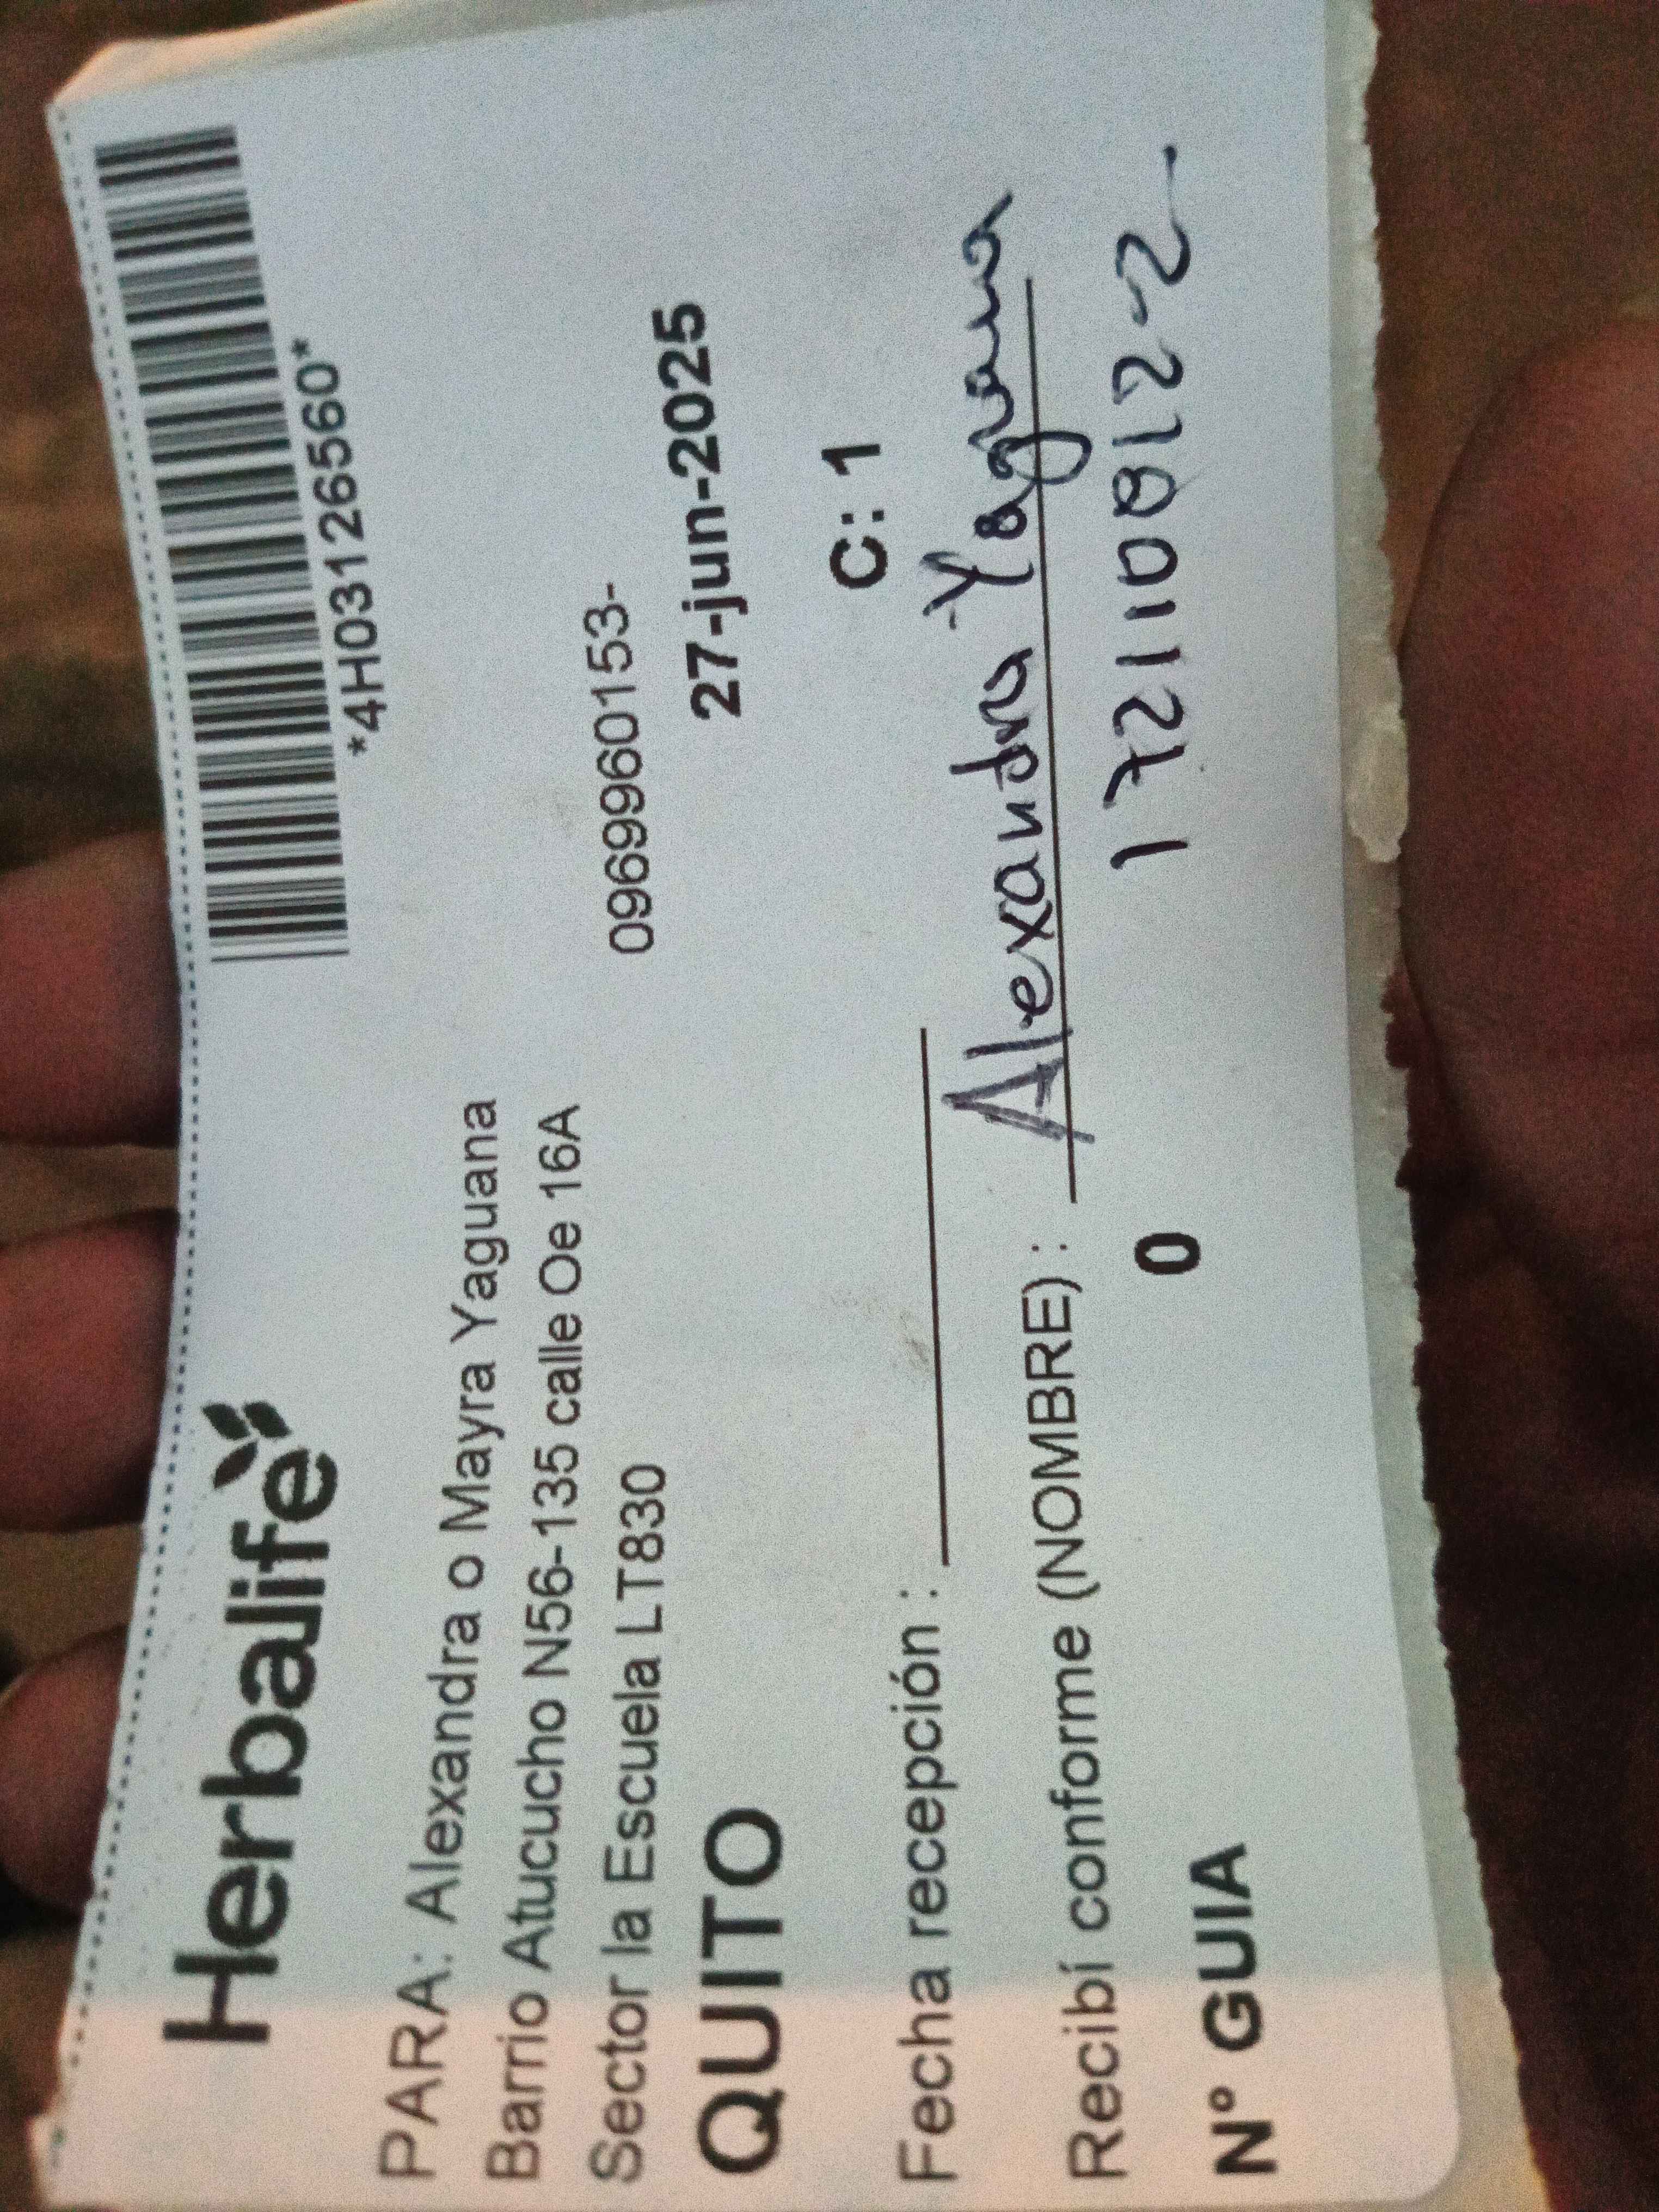 Herbalife
*4H03126560*
PARA: Alexandra o Mayra Yaguana
Barrio Atucucho N56-135 calle Oe 16A
Sector la Escuela LT830
0969960153-
QUITO
27-jun-2025
C: 1
Fecha recepción :
Recibí conforme (NOMBRE) : Alexandra Yaguana
Nº GUIA 0
1721108122